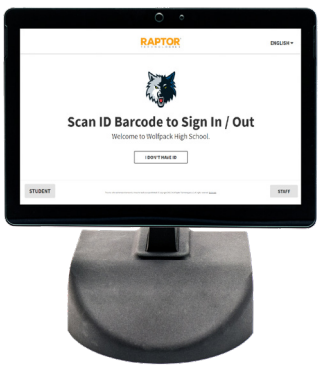 RAPTOR
ENGLISH
Scan ID Barcode to Sign In / Out
Welcome to Wolfpack High School.
I DON'T HAVE ID
STUDENT
STAFF